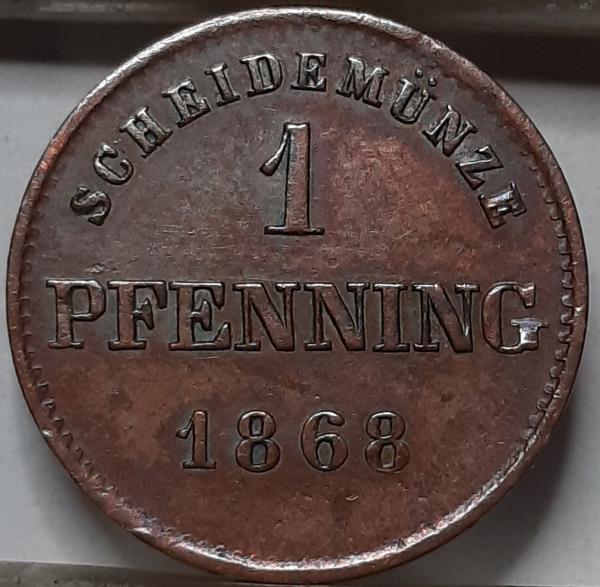 SCHEIDEMÜNZE
1
PFENNING
1868